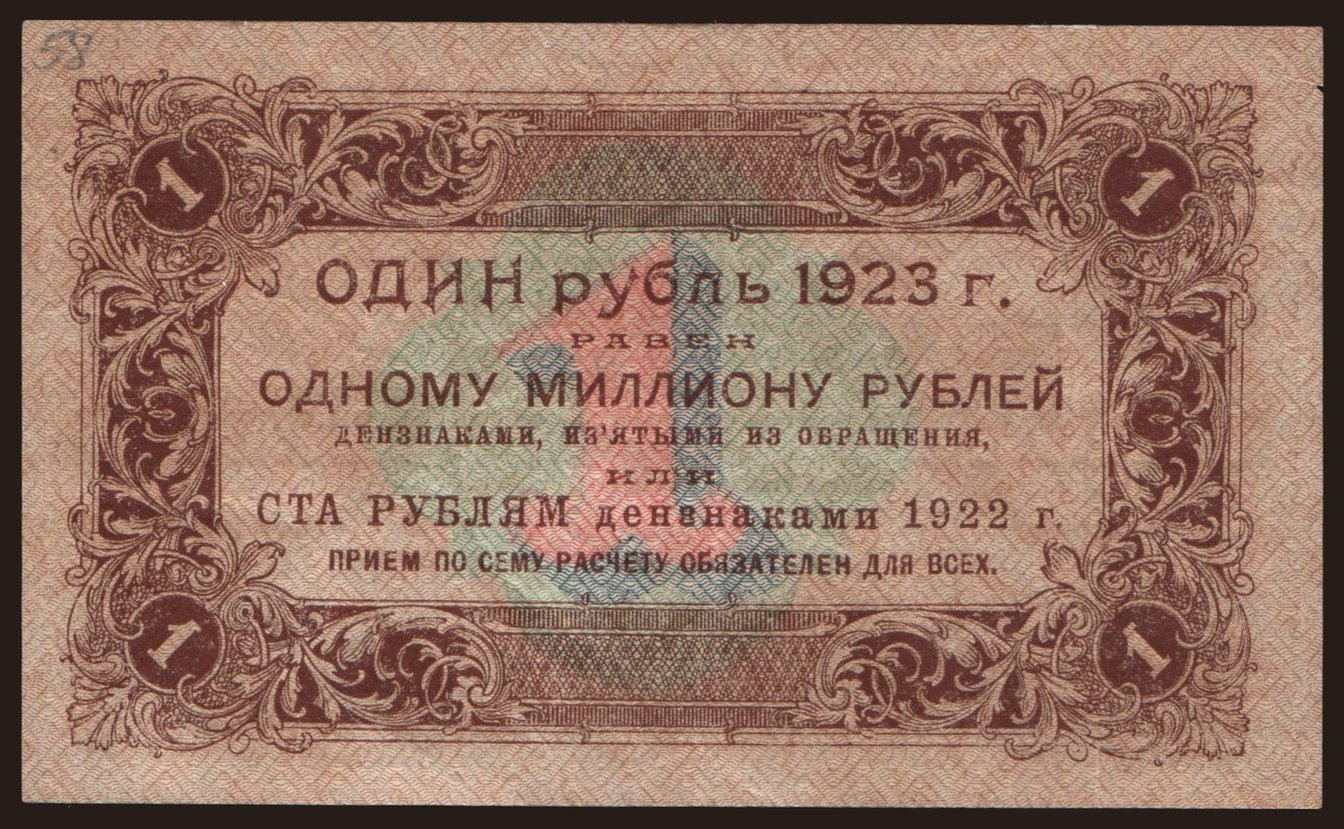 58
1 1
ОДИН рубль 1923 г.
РАВЕН
ОДНОМУ МИЛЛИОНУ РУБЛЕЙ
ДЕНЗНАКАМИ, ИЗ'ЯТЫМИ ИЗ ОБРАЩЕНИЯ,
ИЛИ
СТА РУБЛЯМ дензнаками 1922 г.
ПРИЕМ ПО СЕМУ РАСЧЕТУ ОБЯЗАТЕЛЕН ДЛЯ ВСЕХ.
1
1 1